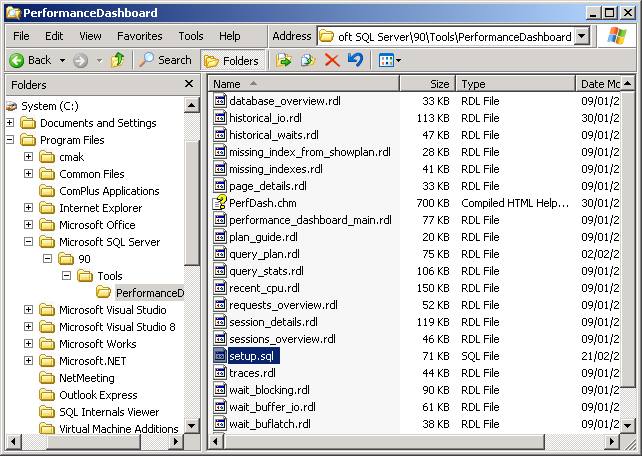 PerformanceDashboard
File Edit View Favorites Tools Help Address oft SQL Server\90\Tools\PerformanceDashboard
Back Search Folders
Folders
System (C:)
Documents and Settings
Program Files
cmak
Common Files
ComPlus Applications
Internet Explorer
Microsoft Office
Microsoft SQL Server
90
Tools
PerformanceD
Microsoft Visual Studio
Microsoft Visual Studio 8
Microsoft Works
Microsoft.NET
NetMeeting
Outlook Express
SQL Internals Viewer
Virtual Machine Additions
Name Size Type Date Mo
database_overview.rdl 33 KB RDL File 09/01/2
historical_io.rdl 113 KB RDL File 30/01/2
historical_waits.rdl 47 KB RDL File 09/01/2
missing_index_from_showplan.rdl 28 KB RDL File 09/01/2
missing_indexes.rdl 41 KB RDL File 09/01/2
page_details.rdl 33 KB RDL File 09/01/2
PerfDash.chm 700 KB Compiled HTML Help... 30/01/2
performance_dashboard_main.rdl 77 KB RDL File 09/01/2
plan_guide.rdl 20 KB RDL File 09/01/2
query_plan.rdl 75 KB RDL File 02/02/2
query_stats.rdl 106 KB RDL File 09/01/2
recent_cpu.rdl 150 KB RDL File 09/01/2
requests_overview.rdl 52 KB RDL File 09/01/2
session_details.rdl 119 KB RDL File 09/01/2
sessions_overview.rdl 46 KB RDL File 09/01/2
setup.sql 71 KB SQL File 21/02/2
traces.rdl 44 KB RDL File 09/01/2
wait_blocking.rdl 90 KB RDL File 09/01/2
wait_buffer_io.rdl 61 KB RDL File 09/01/2
wait_buflatch.rdl 38 KB RDL File 09/01/2